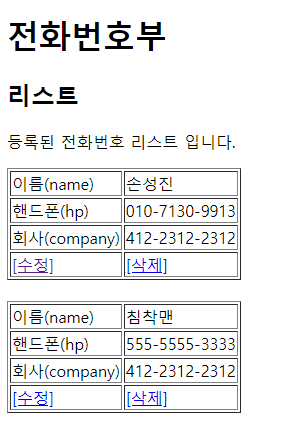 전화번호부
리스트
등록된 전화번호 리스트 입니다.
이름(name) 손성진
핸드폰(hp) 010-7130-9913
회사(company) 412-2312-2312
[수정] [삭제]
이름(name) 침착맨
핸드폰(hp) 555-5555-3333
회사(company) 412-2312-2312
[수정] [삭제]